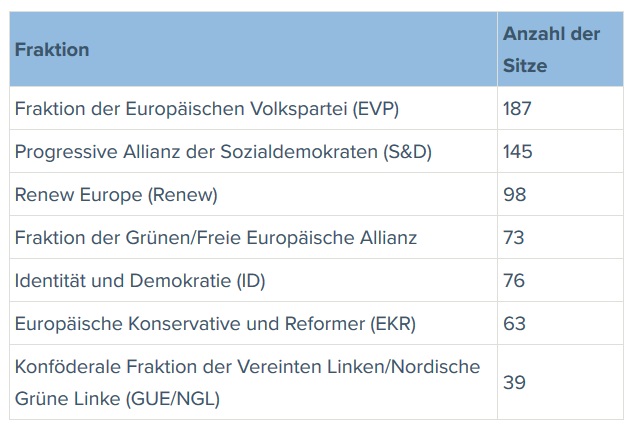 Fraktion
Anzahl der
Sitze
Fraktion der Europäischen Volkspartei (EVP) 187
Progressive Allianz der Sozialdemokraten (S&D) 145
Renew Europe (Renew) 98
Fraktion der Grünen/Freie Europäische Allianz 73
Identität und Demokratie (ID) 76
Europäische Konservative und Reformer (EKR) 63
Konföderale Fraktion der Vereinten Linken/Nordische
Grüne Linke (GUE/NGL) 39